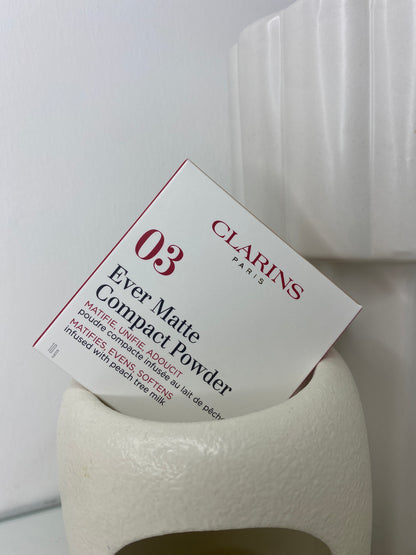 CLARINS
PARIS
03
Ever Matte
Compact Powder
MATIFIE, UNIFIE, ADOUCIT
poudre compacte infusée au lait de pêche
MATIFIES, EVENS, SOFTENS
infused with peach tree milk